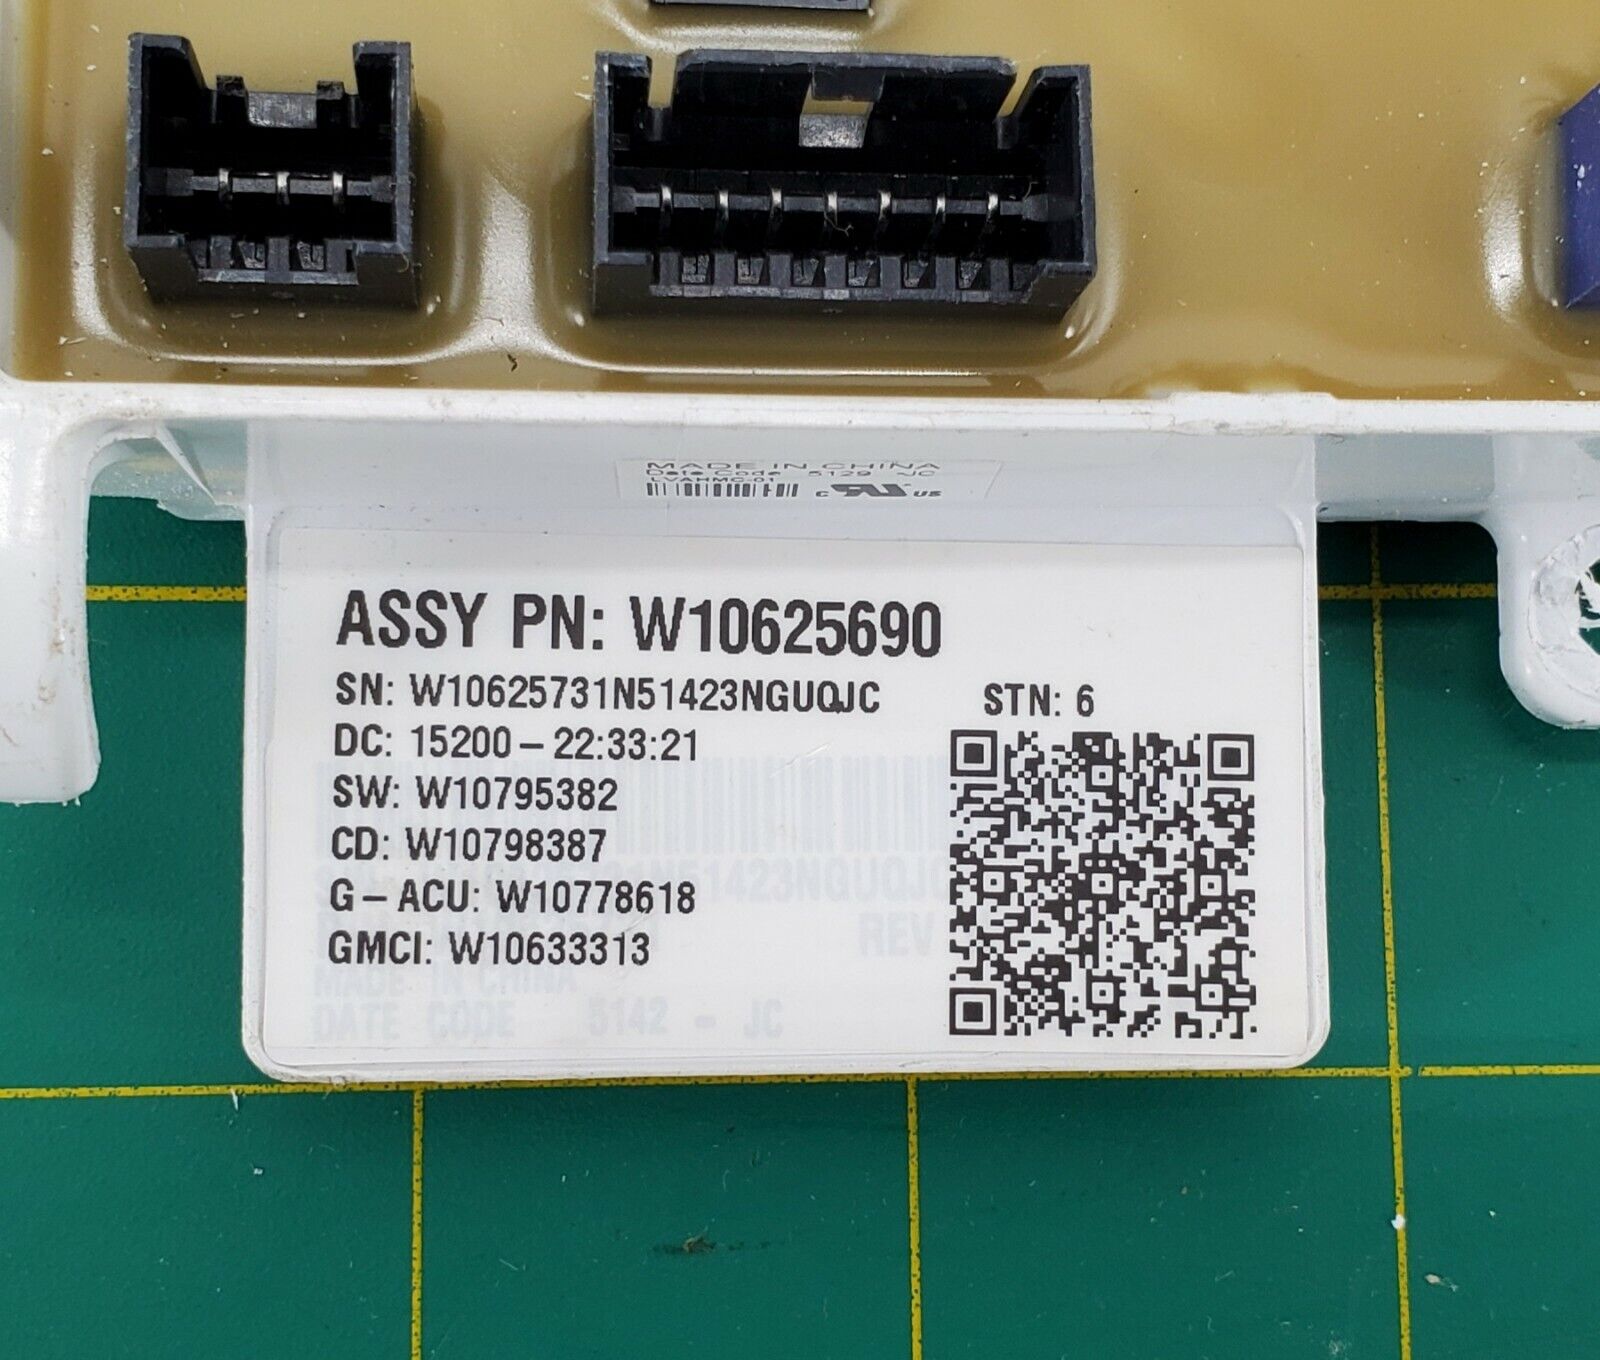 MADE IN CHINA
Date Code 5129 -JC
LVAHMC-01
c US
ASSY PN: W10625690
SN: W10625731N51423NGUQJC
STN: 6
DC: 15200-22:33:21
SW: W10795382
CD: W10798387
G-ACU: W10778618
GMCI: W10633313
REV
MADE IN CHINA
DATE CODE 5142 - JC